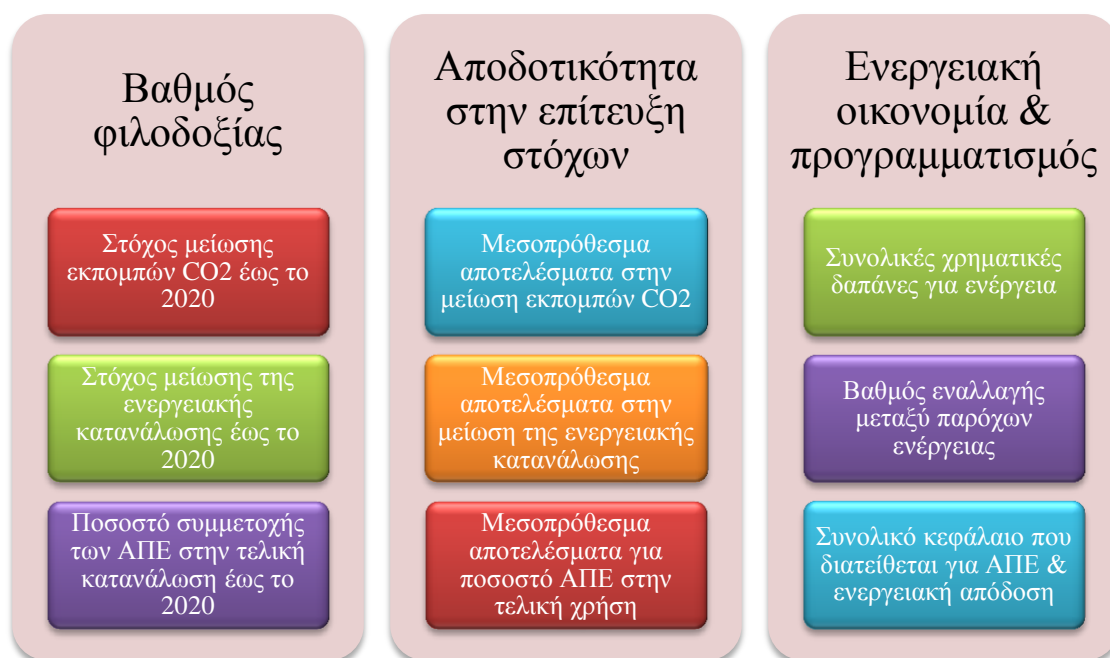 Βαθμός
φιλοδοξίας
Στόχος μείωσης
εκπομπών CO2 έως το
2020
Στόχος μείωσης της
ενεργειακής
κατανάλωσης έως το
2020
Ποσοστό συμμετοχής
των ΑΠΕ στην τελική
κατανάλωση έως το
2020
Αποδοτικότητα
στην επίτευξη
στόχων
Μεσοπρόθεσμα
αποτελέσματα στην
μείωση εκπομπών CO2
Μεσοπρόθεσμα
αποτελέσματα στην
μείωση της ενεργειακής
κατανάλωσης
Μεσοπρόθεσμα
αποτελέσματα για
ποσοστό ΑΠΕ στην
τελική χρήση
Ενεργειακή
οικονομία &
προγραμματισμός
Συνολικές χρηματικές
δαπάνες για ενέργεια
Βαθμός εναλλαγής
μεταξύ παρόχων
ενέργειας
Συνολικό κεφάλαιο που
διατείθεται για ΑΠΕ &
ενεργειακή απόδοση